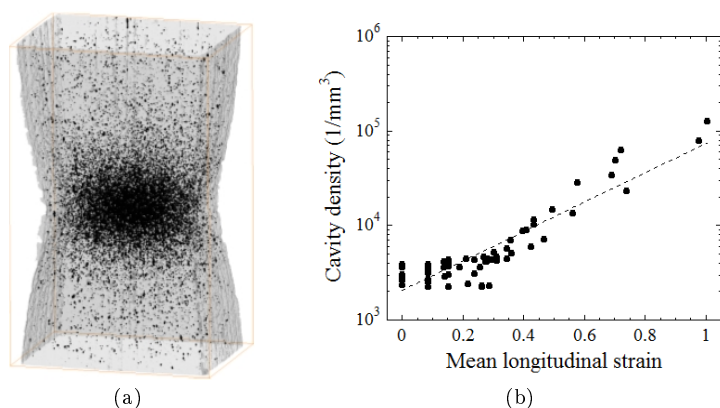 10^6
10^5
10^4
10^3
Cavity density (1/mm^3)
0 0.2 0.4 0.6 0.8 1
Mean longitudinal strain
(a) (b)